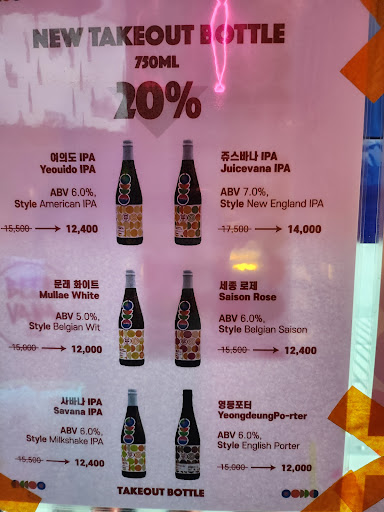 NEW TAKEOUT BOTTLE
750ML
20%
여의도 IPA
Yeouido IPA
ABV 6.0%,
Style American IPA
15,500 → 12,400
쥬스바나 IPA
Juicevana IPA
ABV 7.0%,
Style New England IPA
17,500 → 14,000
문래 화이트
Mullae White
ABV 5.0%,
Style Belgian Wit
15,000 → 12,000
세종 로제
Saison Rose
ABV 6.0%,
Style Belgian Saison
15,500 → 12,400
사바나 IPA
Savana IPA
ABV 6.0%,
Style Milkshake IPA
15,500 → 12,400
영등포터
YeongdeungPo-rter
ABV 6.0%,
Style English Porter
15,000 → 12,000
TAKEOUT BOTTLE